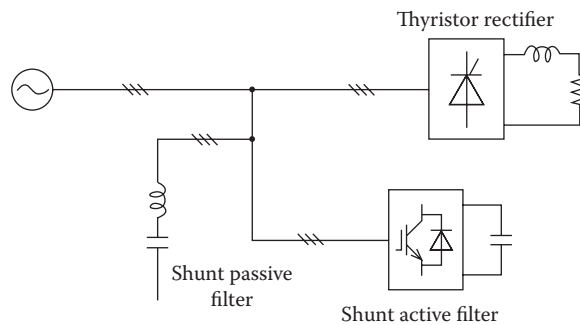 Thyristor rectifier
Shunt passive
filter
Shunt active filter